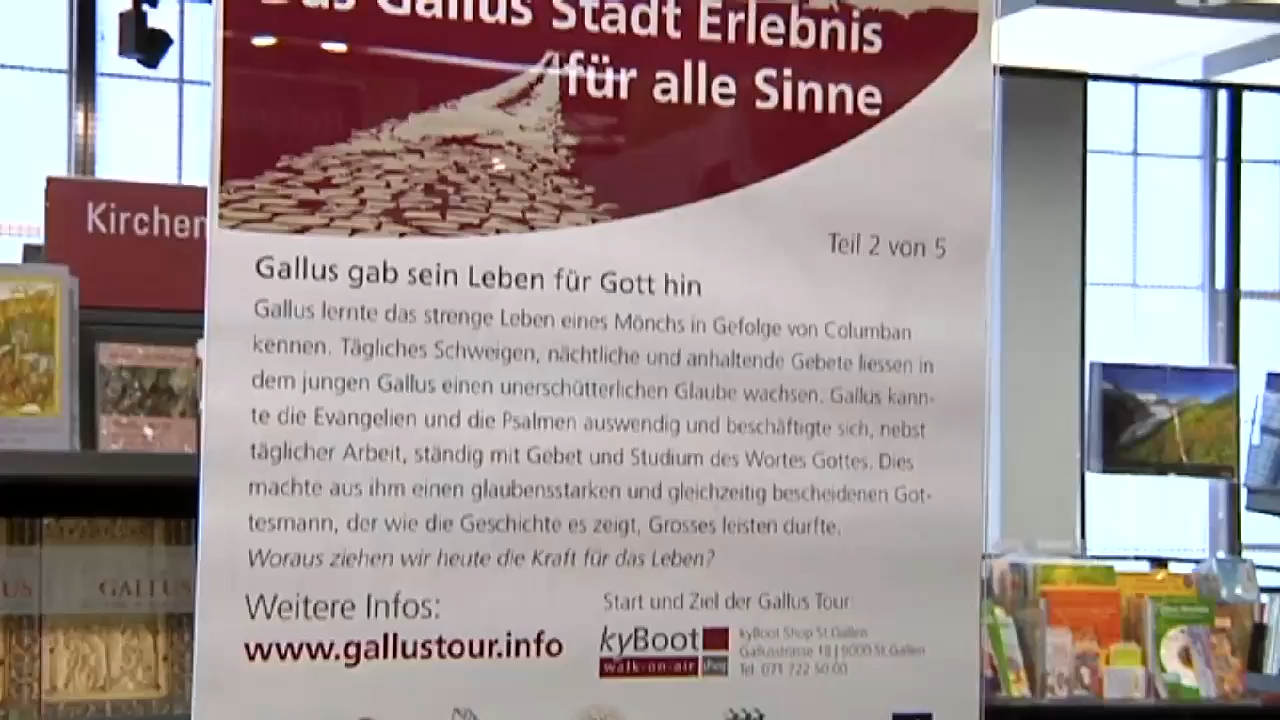 Das Gallus Stadt Erlebnis
für alle Sinne
Kirchen
Teil 2 von 5
Gallus gab sein Leben für Gott hin
Gallus lernte das strenge Leben eines Mönchs in Gefolge von Columban
kennen. Tägliches Schweigen, nächtliche und anhaltende Gebete liessen in
dem jungen Gallus einen unerschütterlichen Glaube wachsen. Gallus kann-
te die Evangelien und die Psalmen auswendig und beschäftigte sich, nebst
täglicher Arbeit, ständig mit Gebet und Studium des Wortes Gottes. Dies
machte aus ihm einen glaubensstarken und gleichzeitig bescheidenen Got-
tesmann, der wie die Geschichte es zeigt, Grosses leisten durfte.
Woraus ziehen wir heute die Kraft für das Leben?
Weitere Infos:
www.gallustour.info
Start und Ziel der Gallus Tour
kyBoot
walk-on-air shop
kyBoot Shop St.Gallen
Gallusstrasse 18 | 9000 St.Gallen
Tel. 071 722 50 00
US
GALLUS